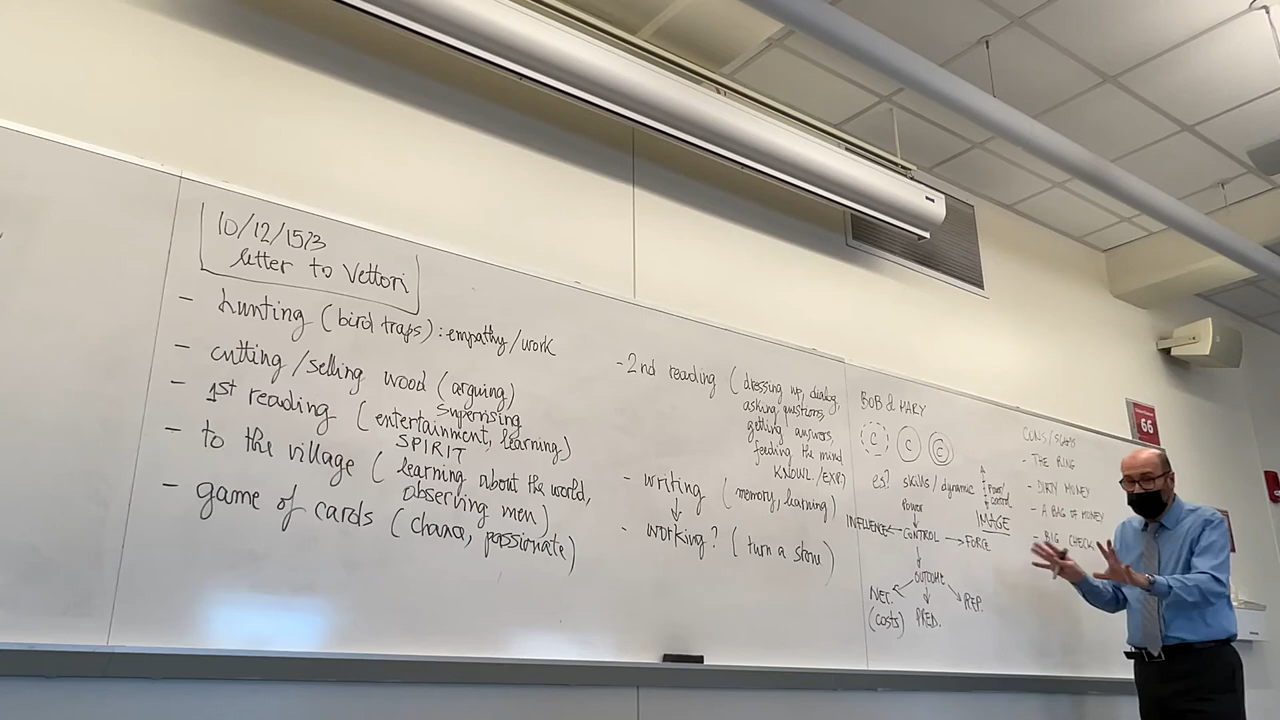 10/12/1513
letter to Vettori
- hunting (bird traps) : empathy/work
- cutting/selling wood (arguing)
Supervising
- 1st reading (entertainment, learning)
SPIRIT
- to the village (learning about the world,
observing men)
- game of cards (chance, passionate)
- 2nd reading (dressing up, dialog,
asking questions,
getting answers,
feeding the mind
KNOWL./EXP)
- writing (memory, learning)
↓
- working? (turn a stone)
BOB & MARY
C C C
es? skills/dynamic
Power/control
Power
IMAGE
INFLUENCE ← CONTROL → FORCE
OUTCOME
NEC. REP.
(costs) PRED.
CONS/SCAMS
- THE RING
- DIRTY MONEY
- A BAG OF MONEY
- BIG CHECK
66